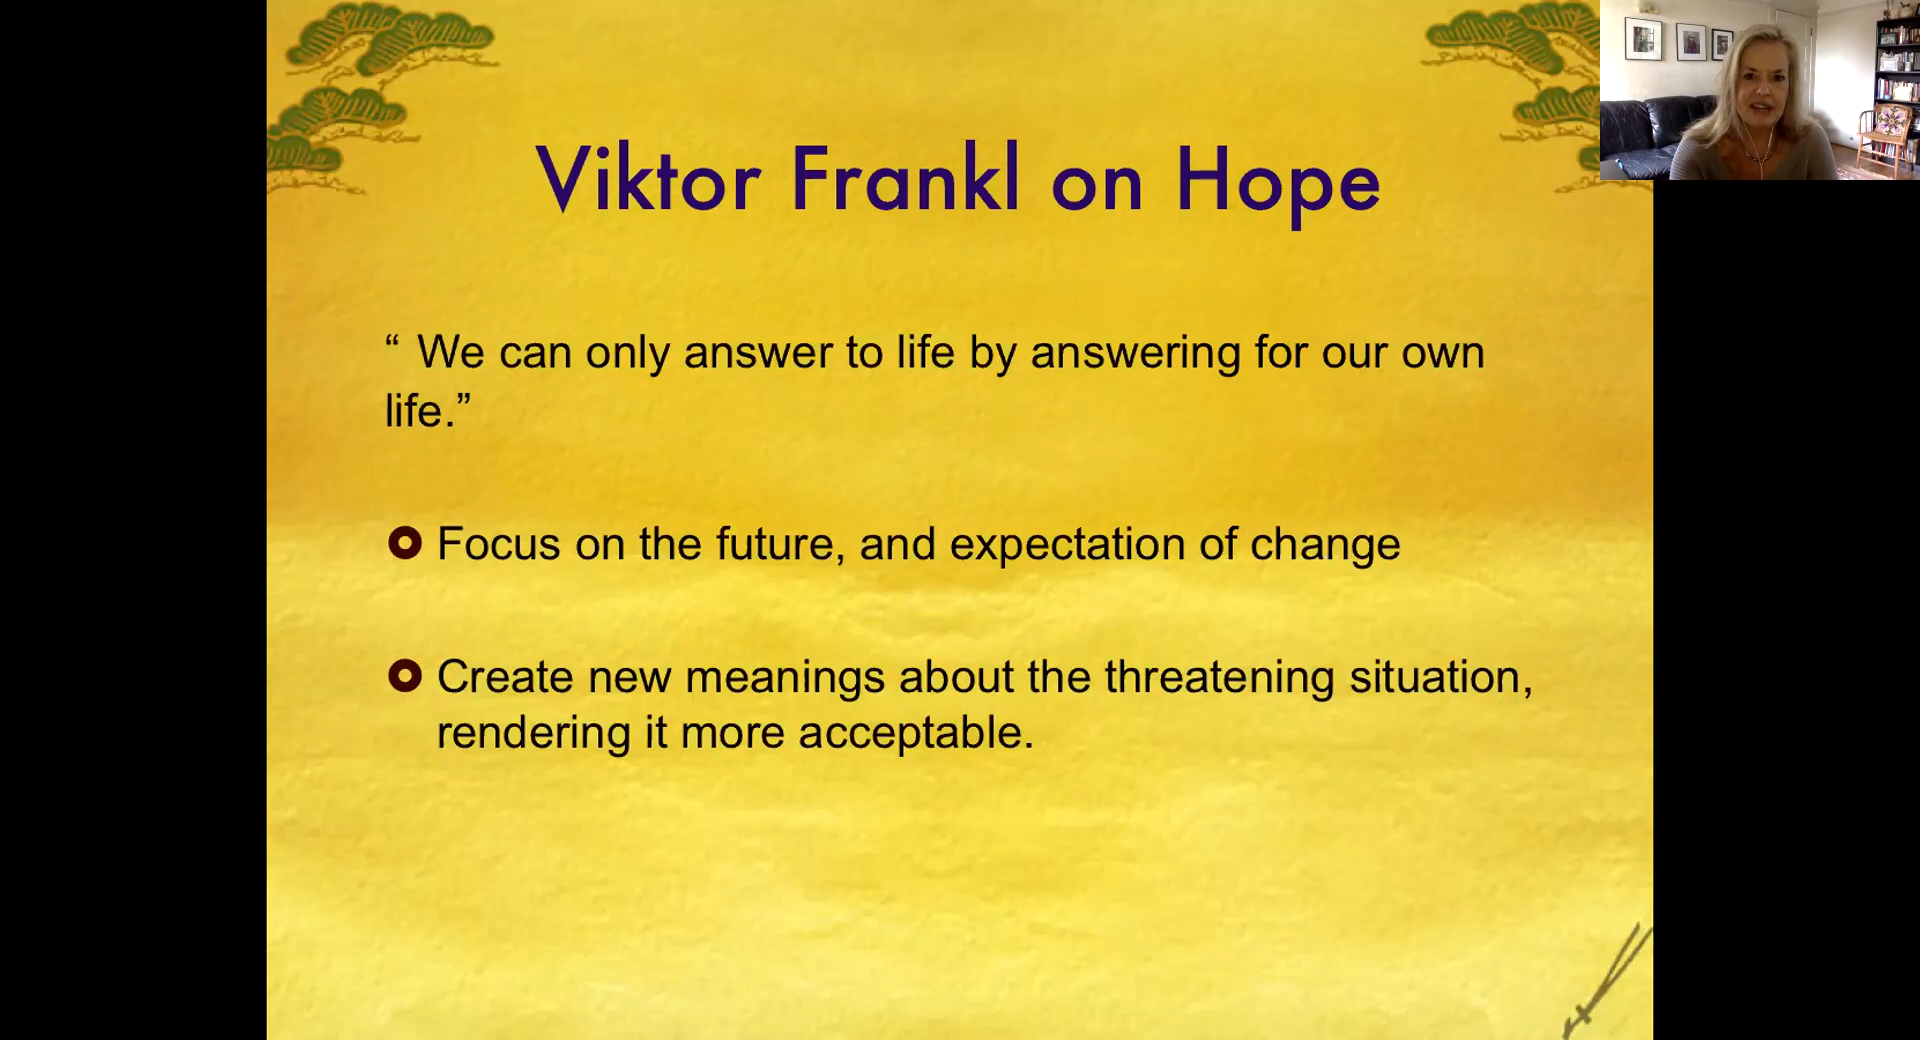 Viktor Frankl on Hope
“ We can only answer to life by answering for our own
life.”
Focus on the future, and expectation of change
Create new meanings about the threatening situation,
rendering it more acceptable.